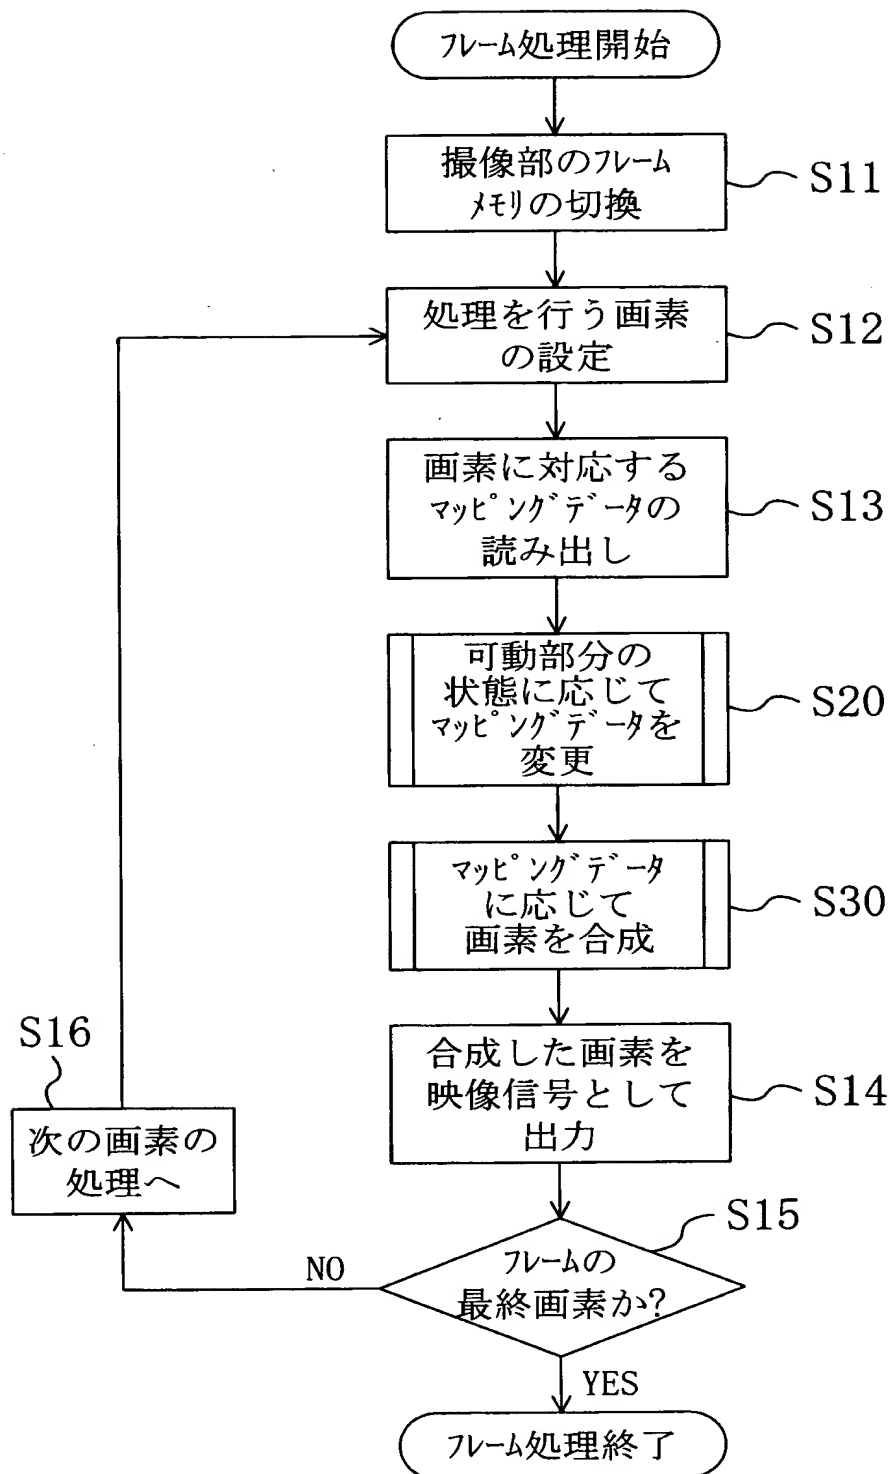 フレーム処理開始
撮像部のフレーム
メモリの切換
S11
処理を行う画素
の設定
S12
画素に対応する
マッピングデータの
読み出し
S13
可動部分の
状態に応じて
マッピングデータを
変更
S20
マッピングデータ
に応じて
画素を合成
S30
合成した画素を
映像信号として
出力
S14
S16
次の画素の
処理へ
S15
フレームの
最終画素か?
NO
YES
フレーム処理終了